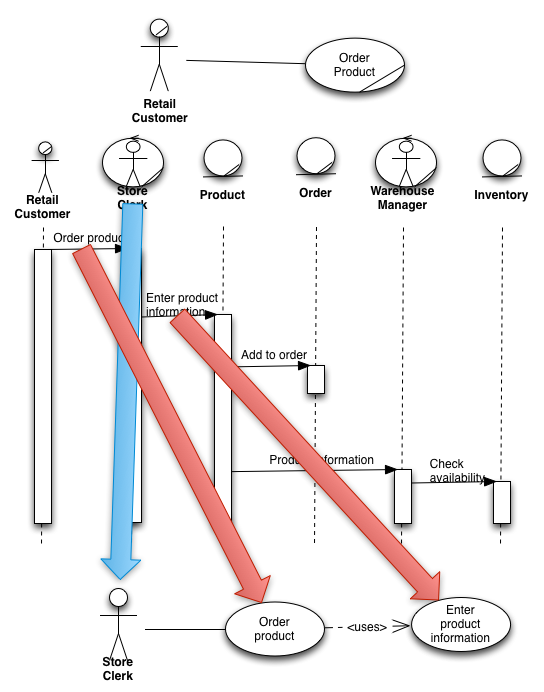 Order
Product
Retail
Customer
Retail
Customer
Store
Clerk
Product
Order
Warehouse
Manager
Inventory
Order product
Enter product
information
Add to order
Product information
Check
availability
Store
Clerk
Order
product
<uses>
Enter
product
information